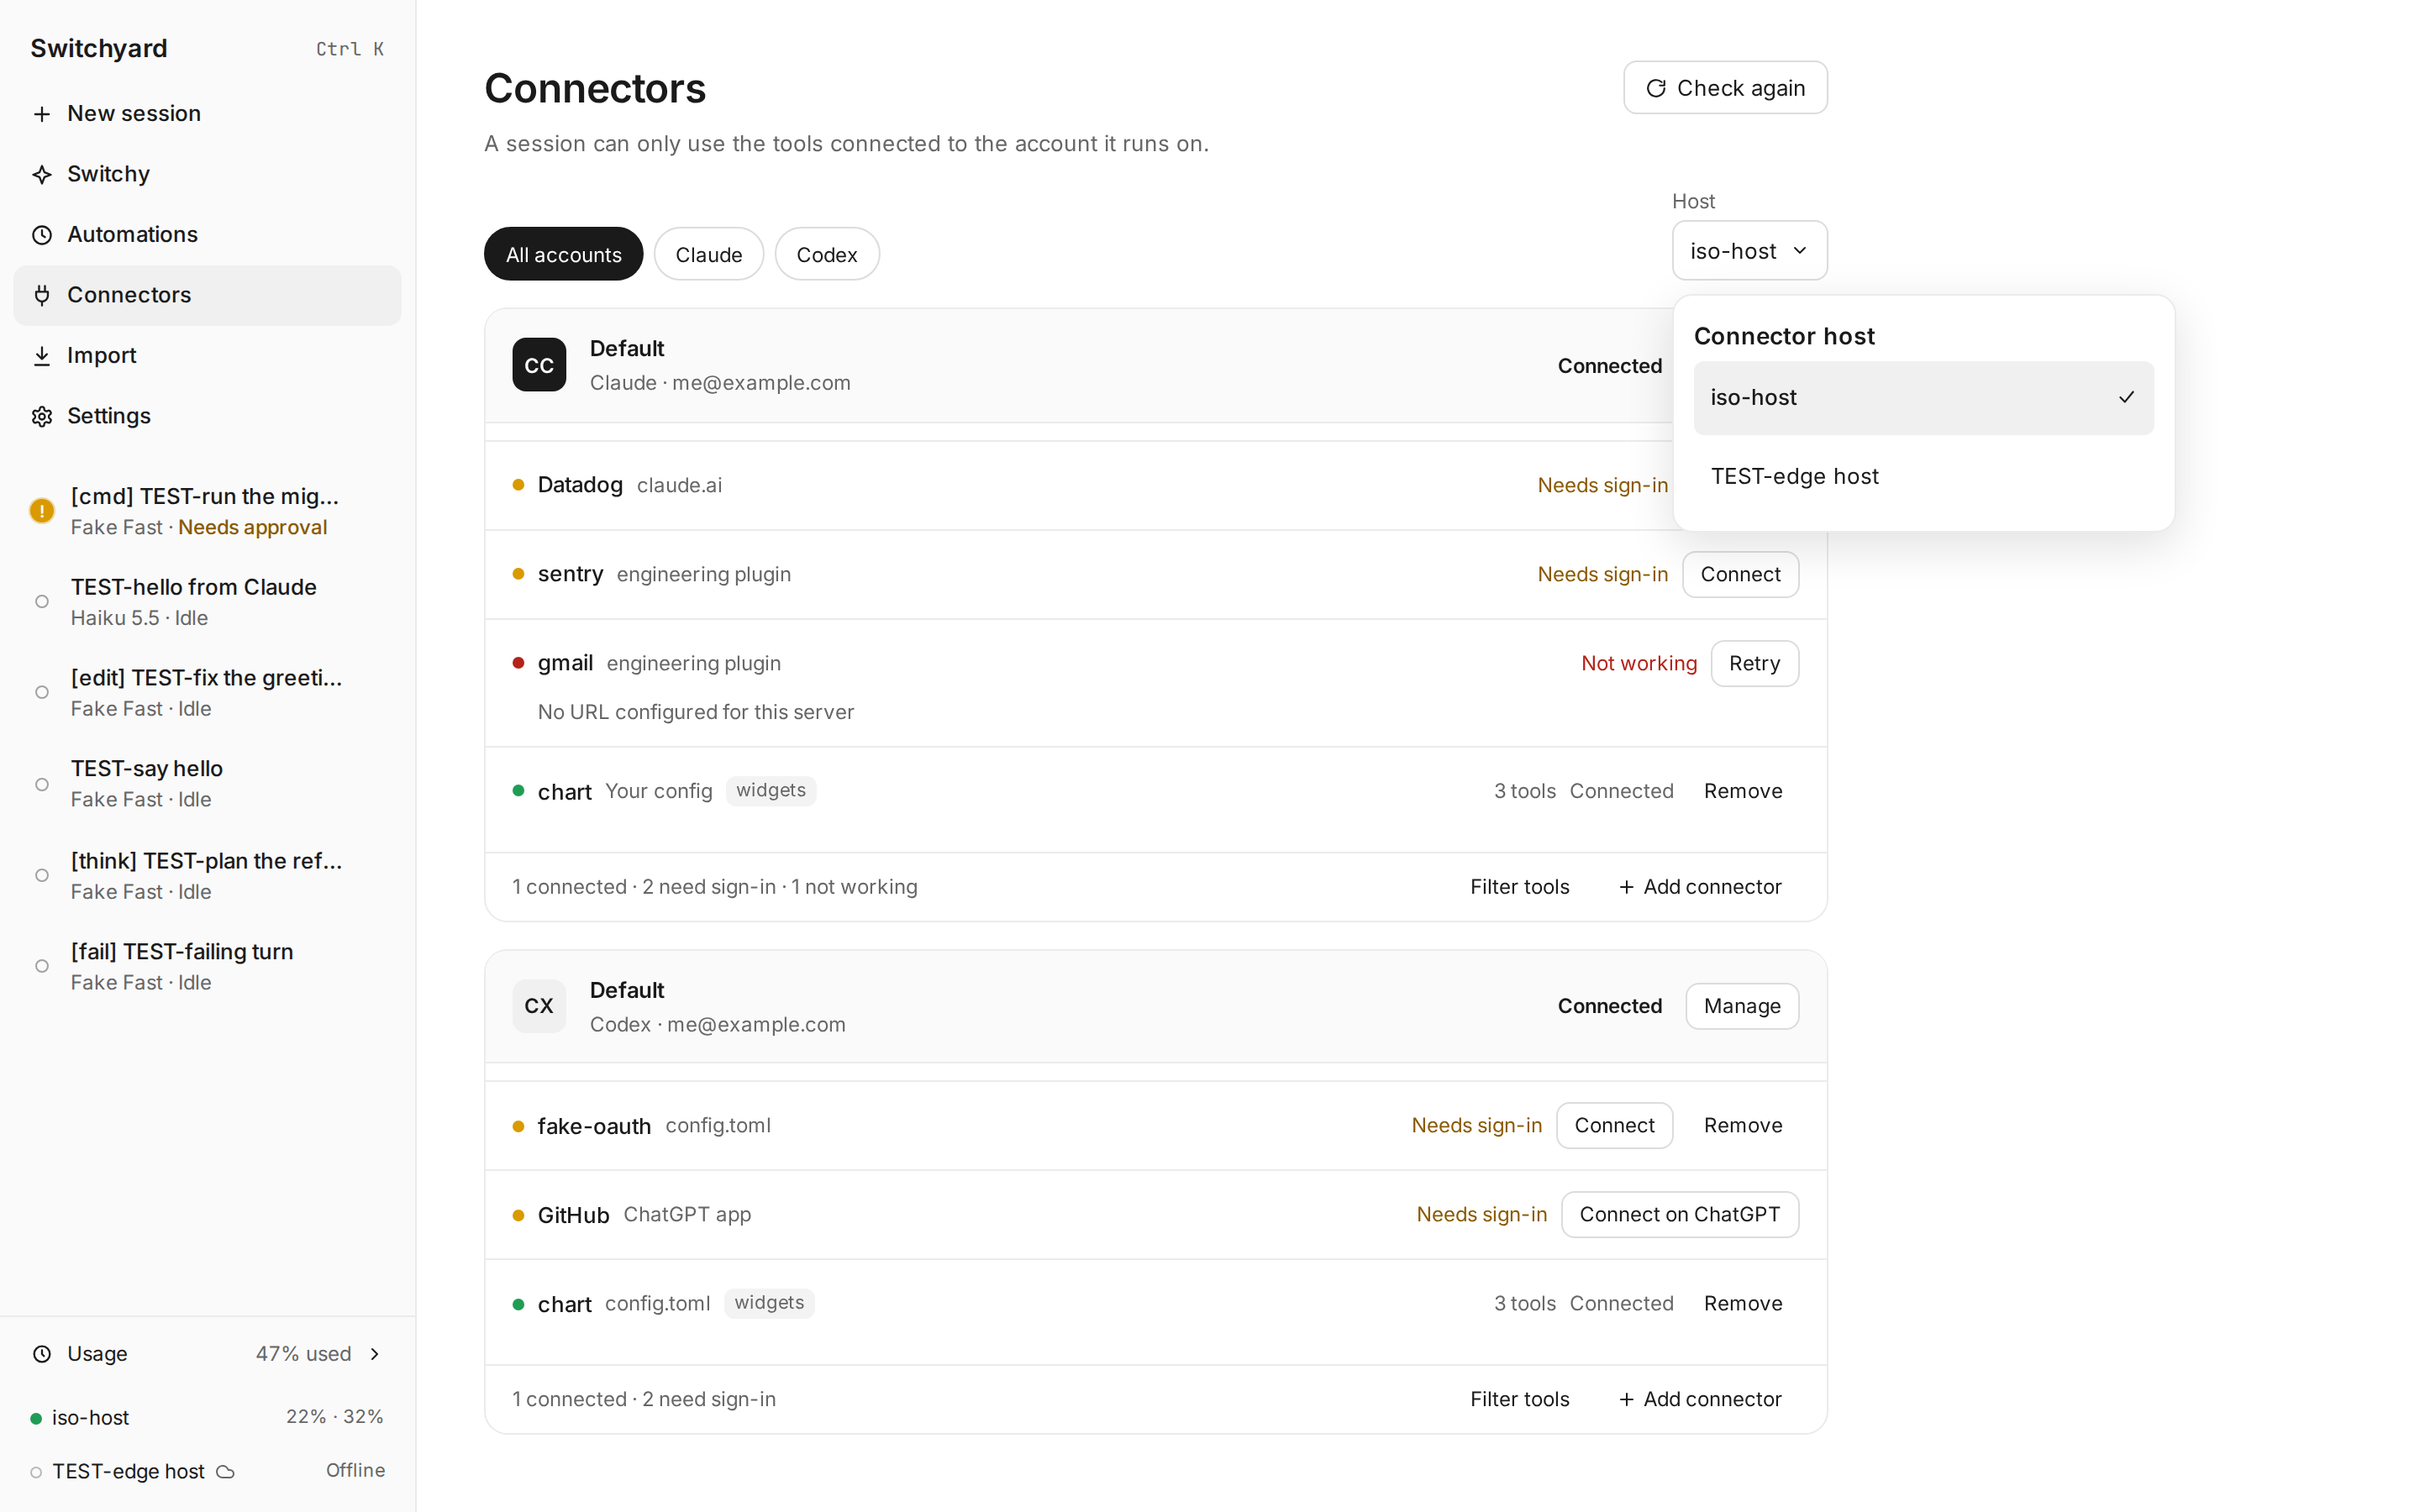 Switchyard Ctrl K
New session
Switchy
Automations
Connectors
Import
Settings
! [cmd] TEST-run the mig...
Fake Fast · Needs approval
TEST-hello from Claude
Haiku 5.5 · Idle
[edit] TEST-fix the greeti...
Fake Fast · Idle
TEST-say hello
Fake Fast · Idle
[think] TEST-plan the ref...
Fake Fast · Idle
[fail] TEST-failing turn
Fake Fast · Idle
Usage 47% used
iso-host 22% · 32%
TEST-edge host Offline
Connectors
Check again
A session can only use the tools connected to the account it runs on.
Host
All accounts Claude Codex iso-host
Connector host
iso-host
TEST-edge host
CC Default Connected
Claude · me@example.com
Datadog claude.ai Needs sign-in
sentry engineering plugin Needs sign-in Connect
gmail engineering plugin Not working Retry
No URL configured for this server
chart Your config widgets 3 tools Connected Remove
1 connected · 2 need sign-in · 1 not working Filter tools + Add connector
CX Default Connected Manage
Codex · me@example.com
fake-oauth config.toml Needs sign-in Connect Remove
GitHub ChatGPT app Needs sign-in Connect on ChatGPT
chart config.toml widgets 3 tools Connected Remove
1 connected · 2 need sign-in Filter tools + Add connector